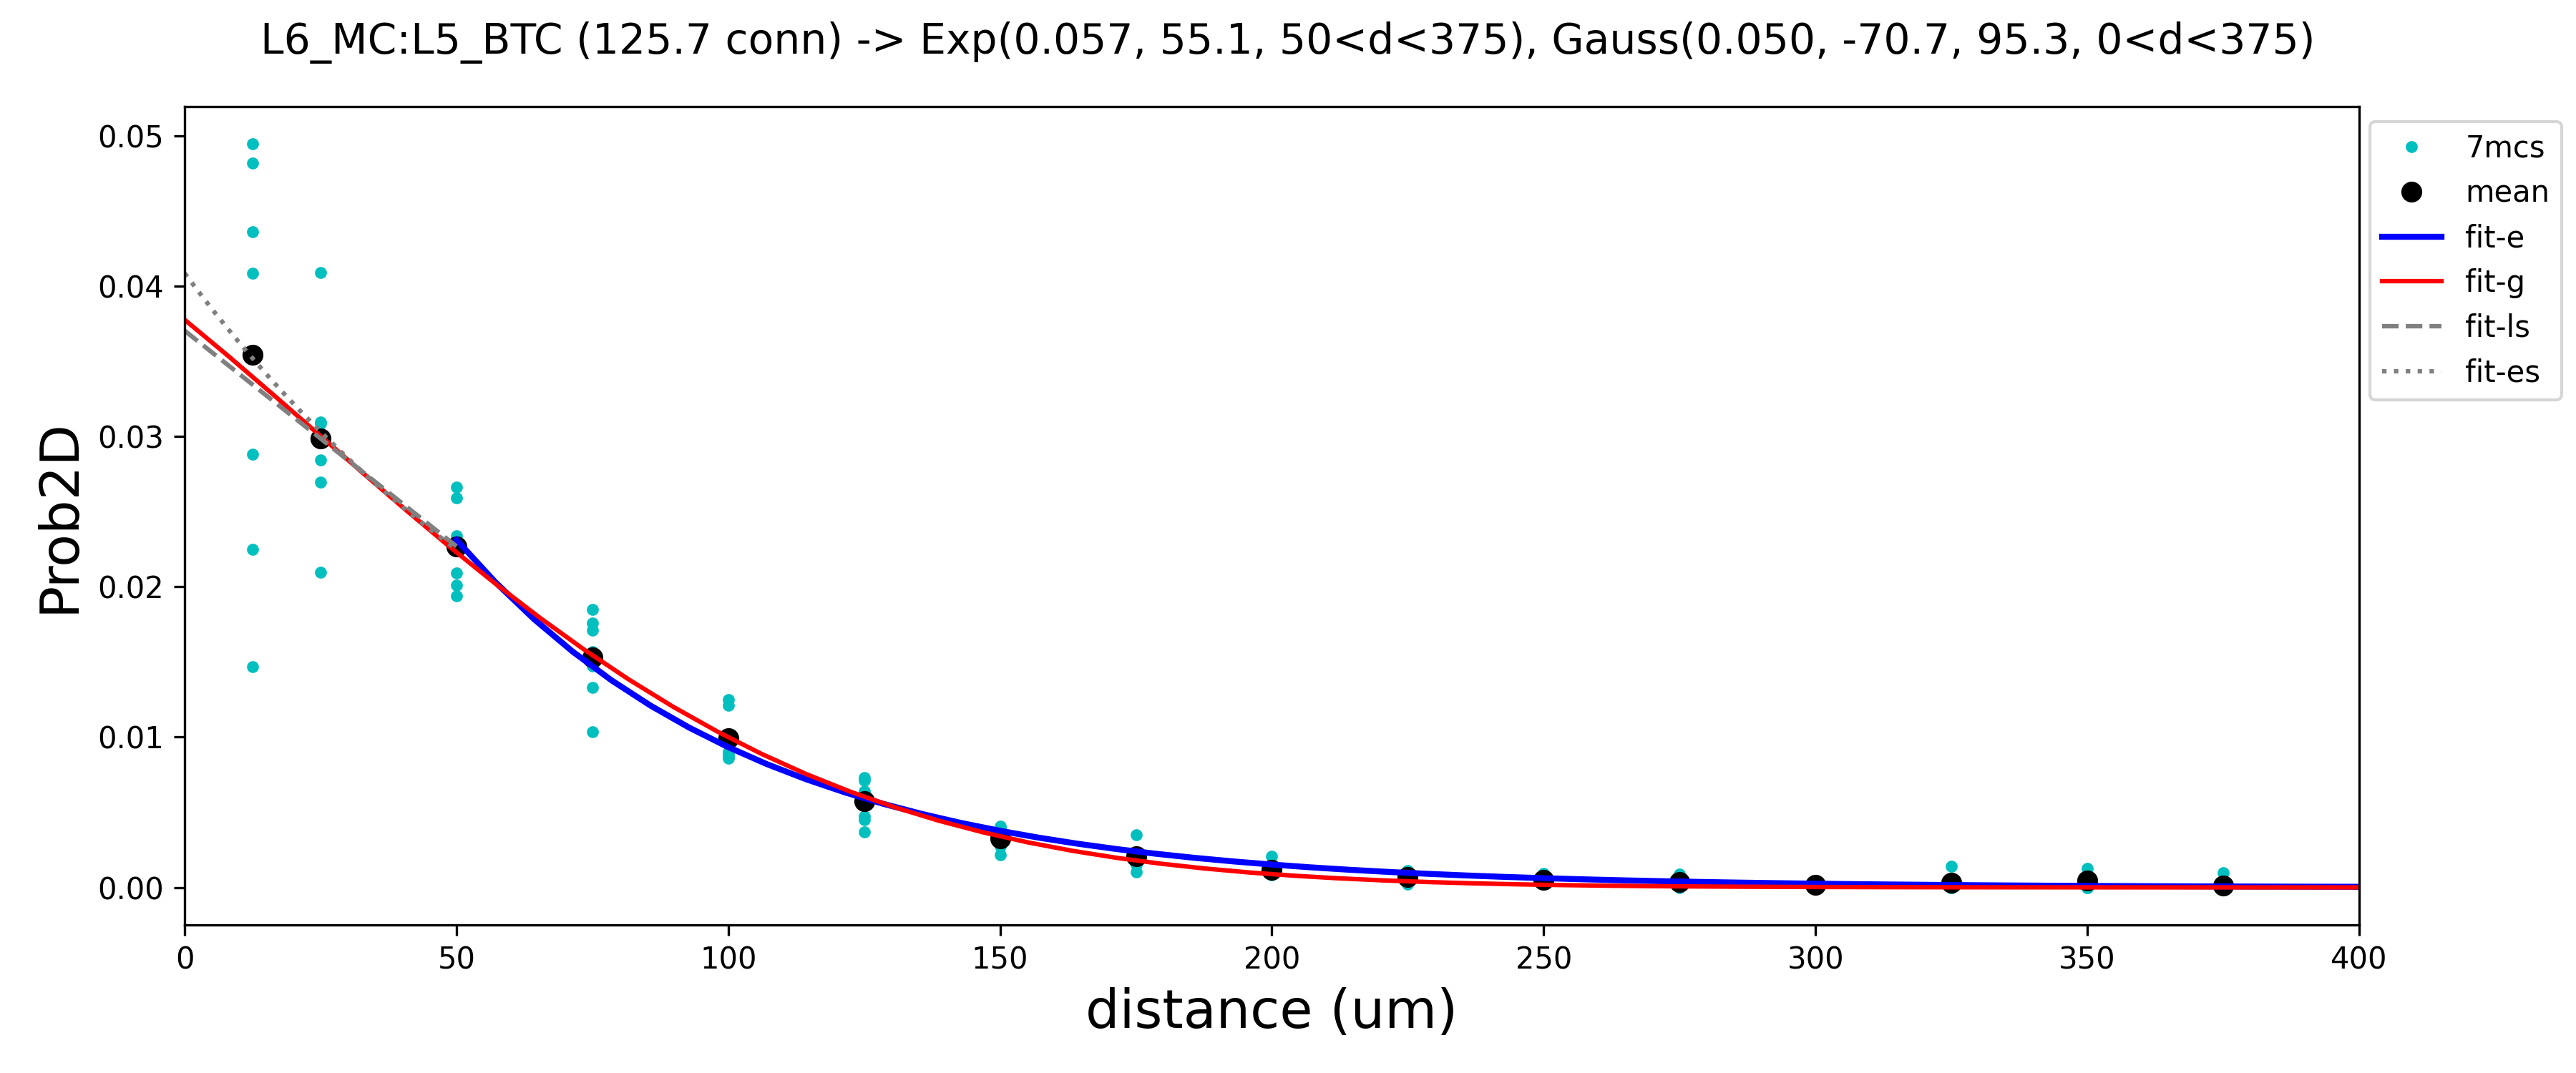 L6_MC:L5_BTC (125.7 conn) -> Exp(0.057, 55.1, 50<d<375), Gauss(0.050, -70.7, 95.3, 0<d<375)
0.05
0.04
0.03
0.02
0.01
0.00
Prob2D
0 50 100 150 200 250 300 350 400
distance (um)
7mcs
mean
fit-e
fit-g
fit-ls
fit-es